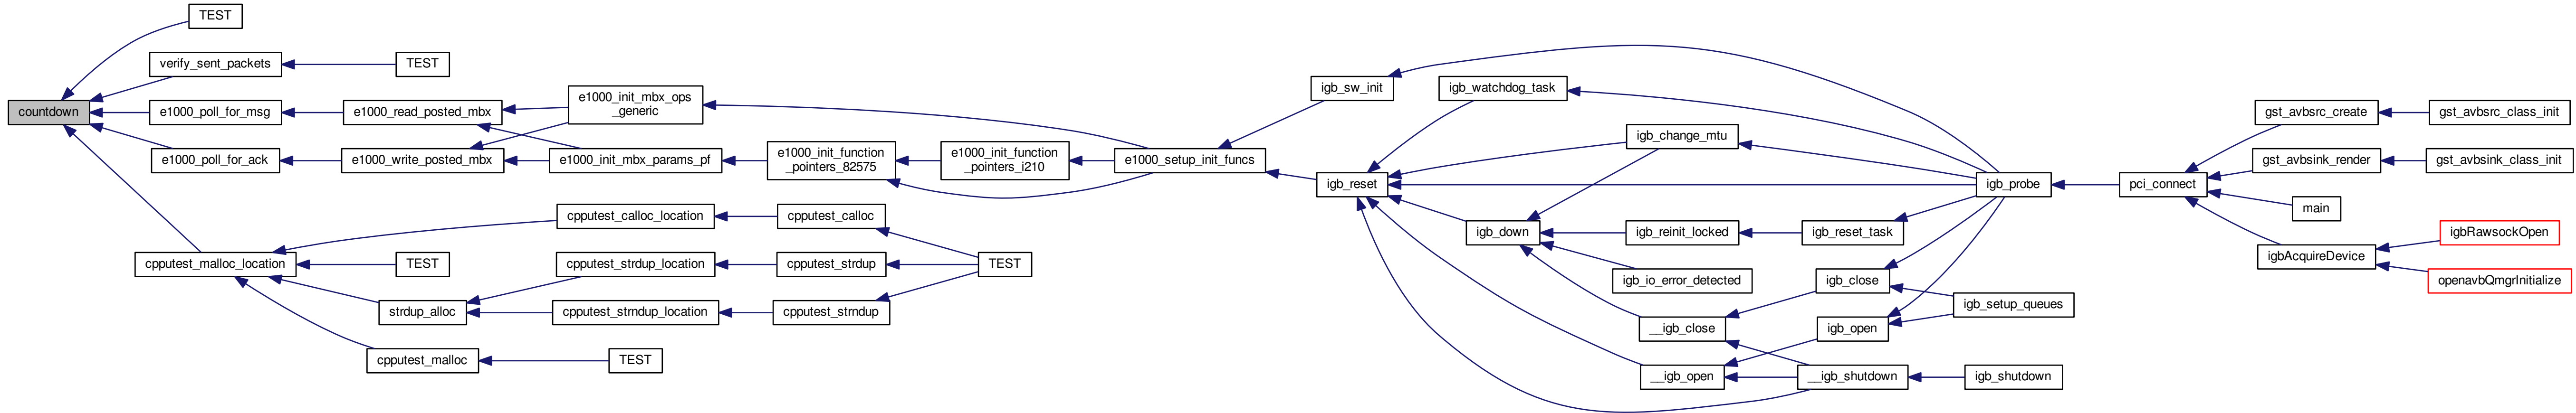 TEST
verify_sent_packets
TEST
countdown
e1000_poll_for_msg
e1000_read_posted_mbx
e1000_init_mbx_ops
_generic
e1000_poll_for_ack
e1000_write_posted_mbx
e1000_init_mbx_params_pf
e1000_init_function
_pointers_82575
e1000_init_function
_pointers_i210
e1000_setup_init_funcs
cpputest_malloc_location
cpputest_calloc_location
cpputest_calloc
TEST
cpputest_strdup_location
cpputest_strdup
TEST
strdup_alloc
cpputest_strndup_location
cpputest_strndup
cpputest_malloc
TEST
igb_sw_init
igb_reset
igb_watchdog_task
igb_change_mtu
igb_down
igb_reinit_locked
igb_reset_task
igb_io_error_detected
igb_close
igb_setup_queues
__igb_close
igb_open
__igb_open
__igb_shutdown
igb_shutdown
igb_probe
pci_connect
gst_avbsrc_create
gst_avbsrc_class_init
gst_avbsink_render
gst_avbsink_class_init
main
igbAcquireDevice
igbRawsockOpen
openavbQmgrInitialize